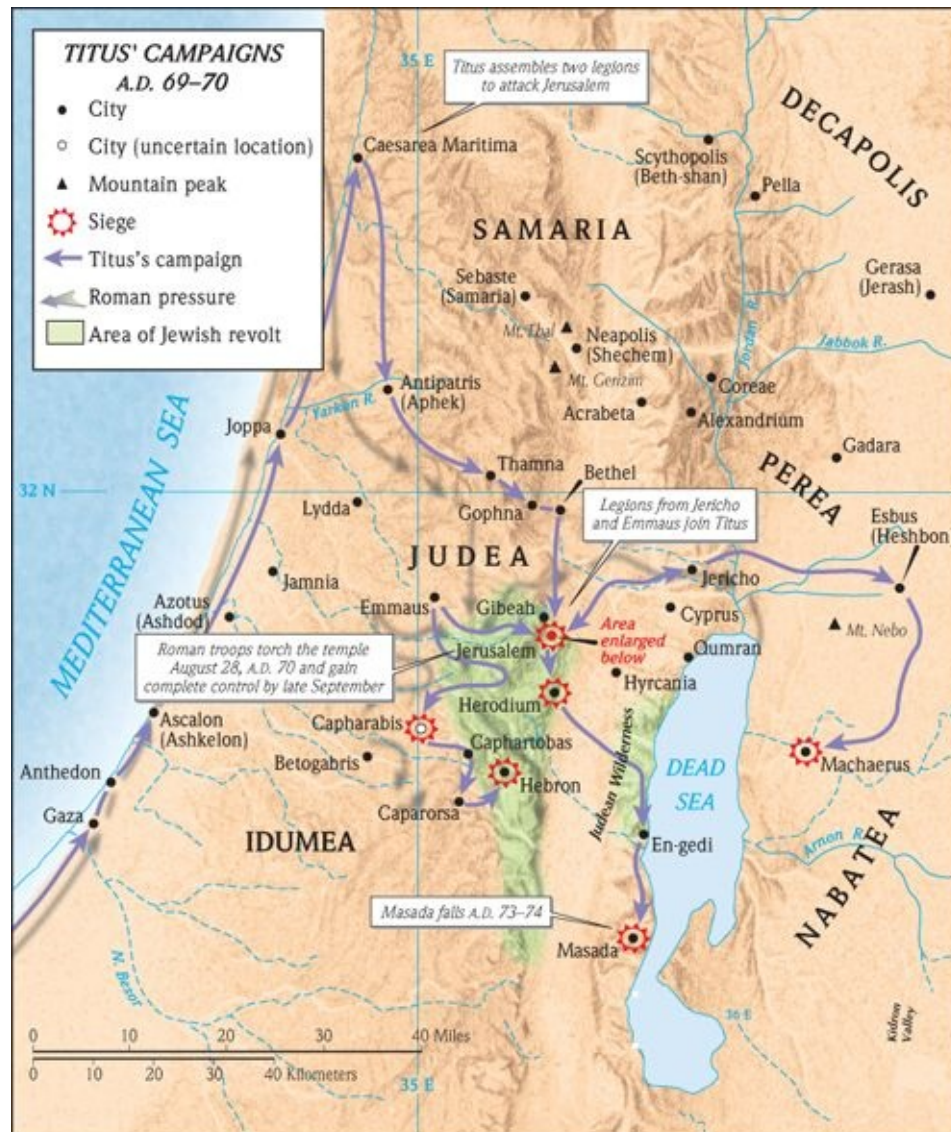 TITUS' CAMPAIGNS
A.D. 69–70
City
City (uncertain location)
Mountain peak
Siege
Titus's campaign
Roman pressure
Area of Jewish revolt
35 E
Titus assembles two legions
to attack Jerusalem
DECAPOLIS
Caesarea Maritima
Scythopolis
(Beth-shan)
Pella
SAMARIA
Sebaste
(Samaria)
Gerasa
(Jerash)
Mt. Ebal
Neapolis
(Shechem)
Jordan R.
Jabbok R.
Mt. Gerizim
Coreae
Antipatris
(Aphek)
Yarkon R.
Acrabeta
Alexandrium
Joppa
MEDITERRANEAN SEA
Gadara
Thamna
Bethel
PEREA
32 N
Lydda
Gophna
Legions from Jericho
and Emmaus join Titus
Esbus
(Heshbon
JUDEA
Jamnia
Jericho
Azotus
(Ashdod)
Emmaus
Gibeah
Cyprus
Mt. Nebo
Area
enlarged
below
Roman troops torch the temple
August 28, A.D. 70 and gain
complete control by late September
Jerusalem
Qumran
Hyrcania
Herodium
Ascalon
(Ashkelon)
Capharabis
Betogabris
Caphartobas
Judean Wilderness
DEAD
SEA
Machaerus
Anthedon
Hebron
Gaza
Caparorsa
IDUMEA
En-gedi
Arnon R.
NABATEA
Masada falls A.D. 73–74
Masada
N. Besor
36 E
Kidron
Valley
0 10 20 40 Miles
0 10 20 30 40 Kilometers
35 E